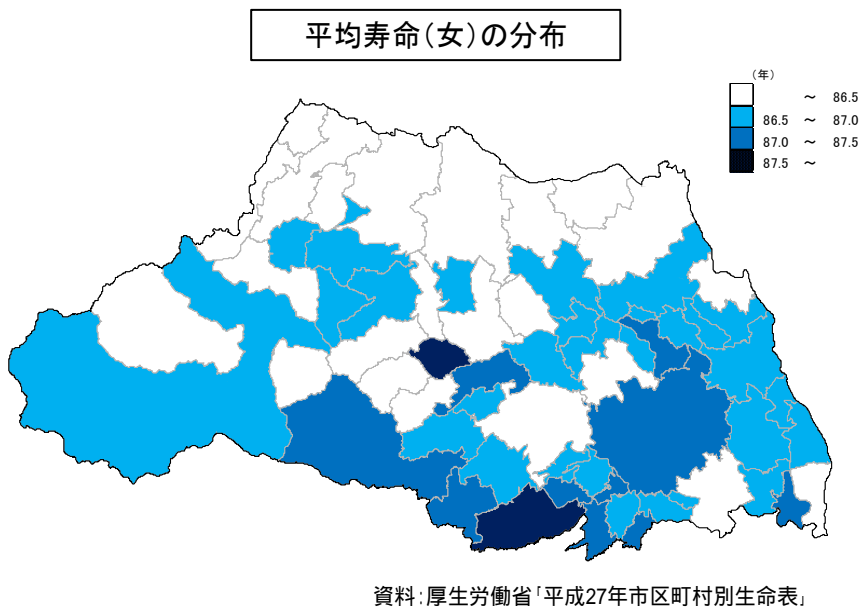 平均寿命(女)の分布
(年)
～ 86.5
86.5 ～ 87.0
87.0 ～ 87.5
87.5 ～
資料:厚生労働省「平成27年市区町村別生命表」